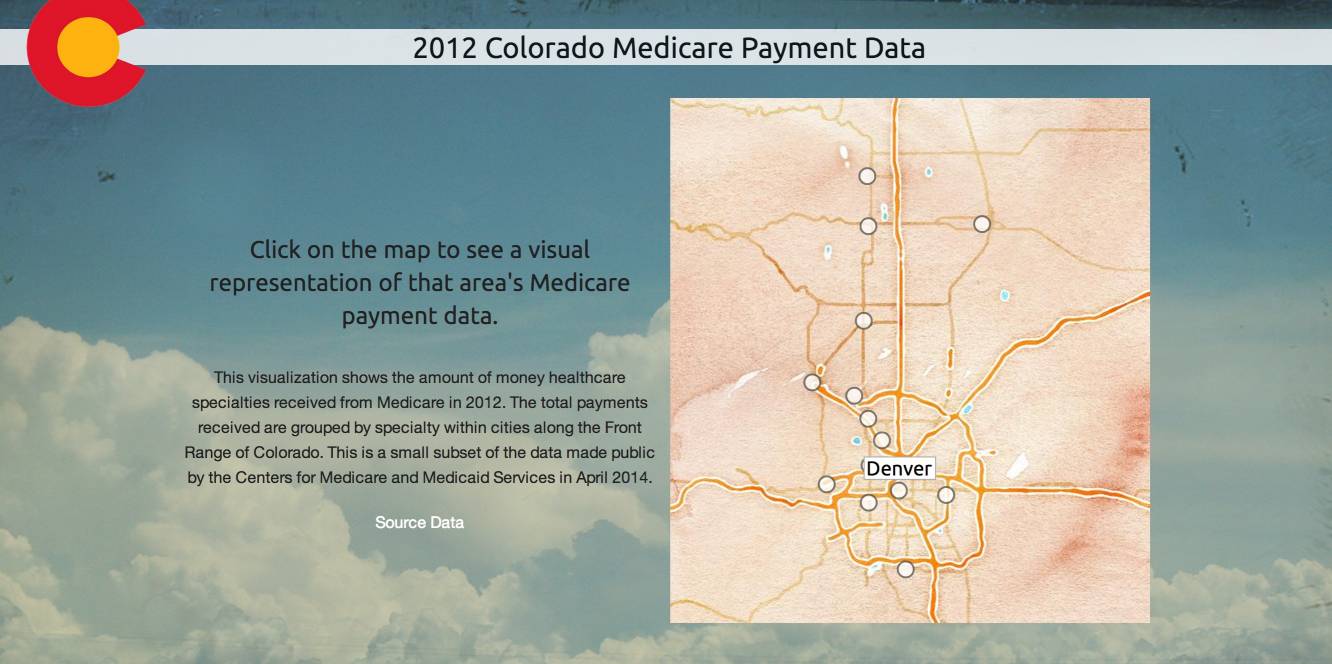 2012 Colorado Medicare Payment Data
Click on the map to see a visual
representation of that area's Medicare
payment data.
This visualization shows the amount of money healthcare
specialties received from Medicare in 2012. The total payments
received are grouped by specialty within cities along the Front
Range of Colorado. This is a small subset of the data made public
by the Centers for Medicare and Medicaid Services in April 2014.
Source Data
Denver